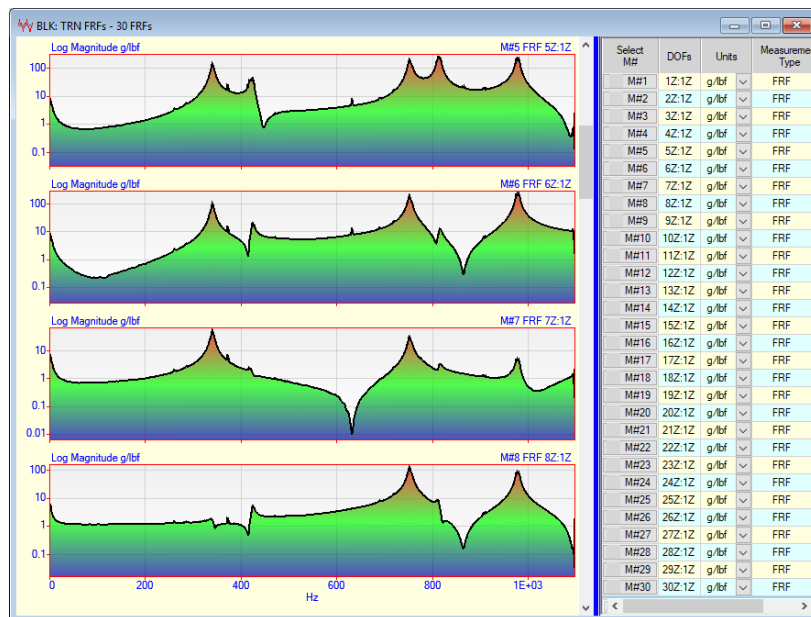 BLK: TRN FRFs - 30 FRFs
Log Magnitude g/lbf M#5 FRF 5Z:1Z
100
10
1
0.1
Log Magnitude g/lbf M#6 FRF 6Z:1Z
100
10
1
0.1
Log Magnitude g/lbf M#7 FRF 7Z:1Z
10
1
0.1
0.01
Log Magnitude g/lbf M#8 FRF 8Z:1Z
100
10
1
0.1
0 200 400 600 800 1E+03
Hz
Select Measuremen
M# DOFs Units Type
M#1 1Z:1Z g/lbf FRF
M#2 2Z:1Z g/lbf FRF
M#3 3Z:1Z g/lbf FRF
M#4 4Z:1Z g/lbf FRF
M#5 5Z:1Z g/lbf FRF
M#6 6Z:1Z g/lbf FRF
M#7 7Z:1Z g/lbf FRF
M#8 8Z:1Z g/lbf FRF
M#9 9Z:1Z g/lbf FRF
M#10 10Z:1Z g/lbf FRF
M#11 11Z:1Z g/lbf FRF
M#12 12Z:1Z g/lbf FRF
M#13 13Z:1Z g/lbf FRF
M#14 14Z:1Z g/lbf FRF
M#15 15Z:1Z g/lbf FRF
M#16 16Z:1Z g/lbf FRF
M#17 17Z:1Z g/lbf FRF
M#18 18Z:1Z g/lbf FRF
M#19 19Z:1Z g/lbf FRF
M#20 20Z:1Z g/lbf FRF
M#21 21Z:1Z g/lbf FRF
M#22 22Z:1Z g/lbf FRF
M#23 23Z:1Z g/lbf FRF
M#24 24Z:1Z g/lbf FRF
M#25 25Z:1Z g/lbf FRF
M#26 26Z:1Z g/lbf FRF
M#27 27Z:1Z g/lbf FRF
M#28 28Z:1Z g/lbf FRF
M#29 29Z:1Z g/lbf FRF
M#30 30Z:1Z g/lbf FRF